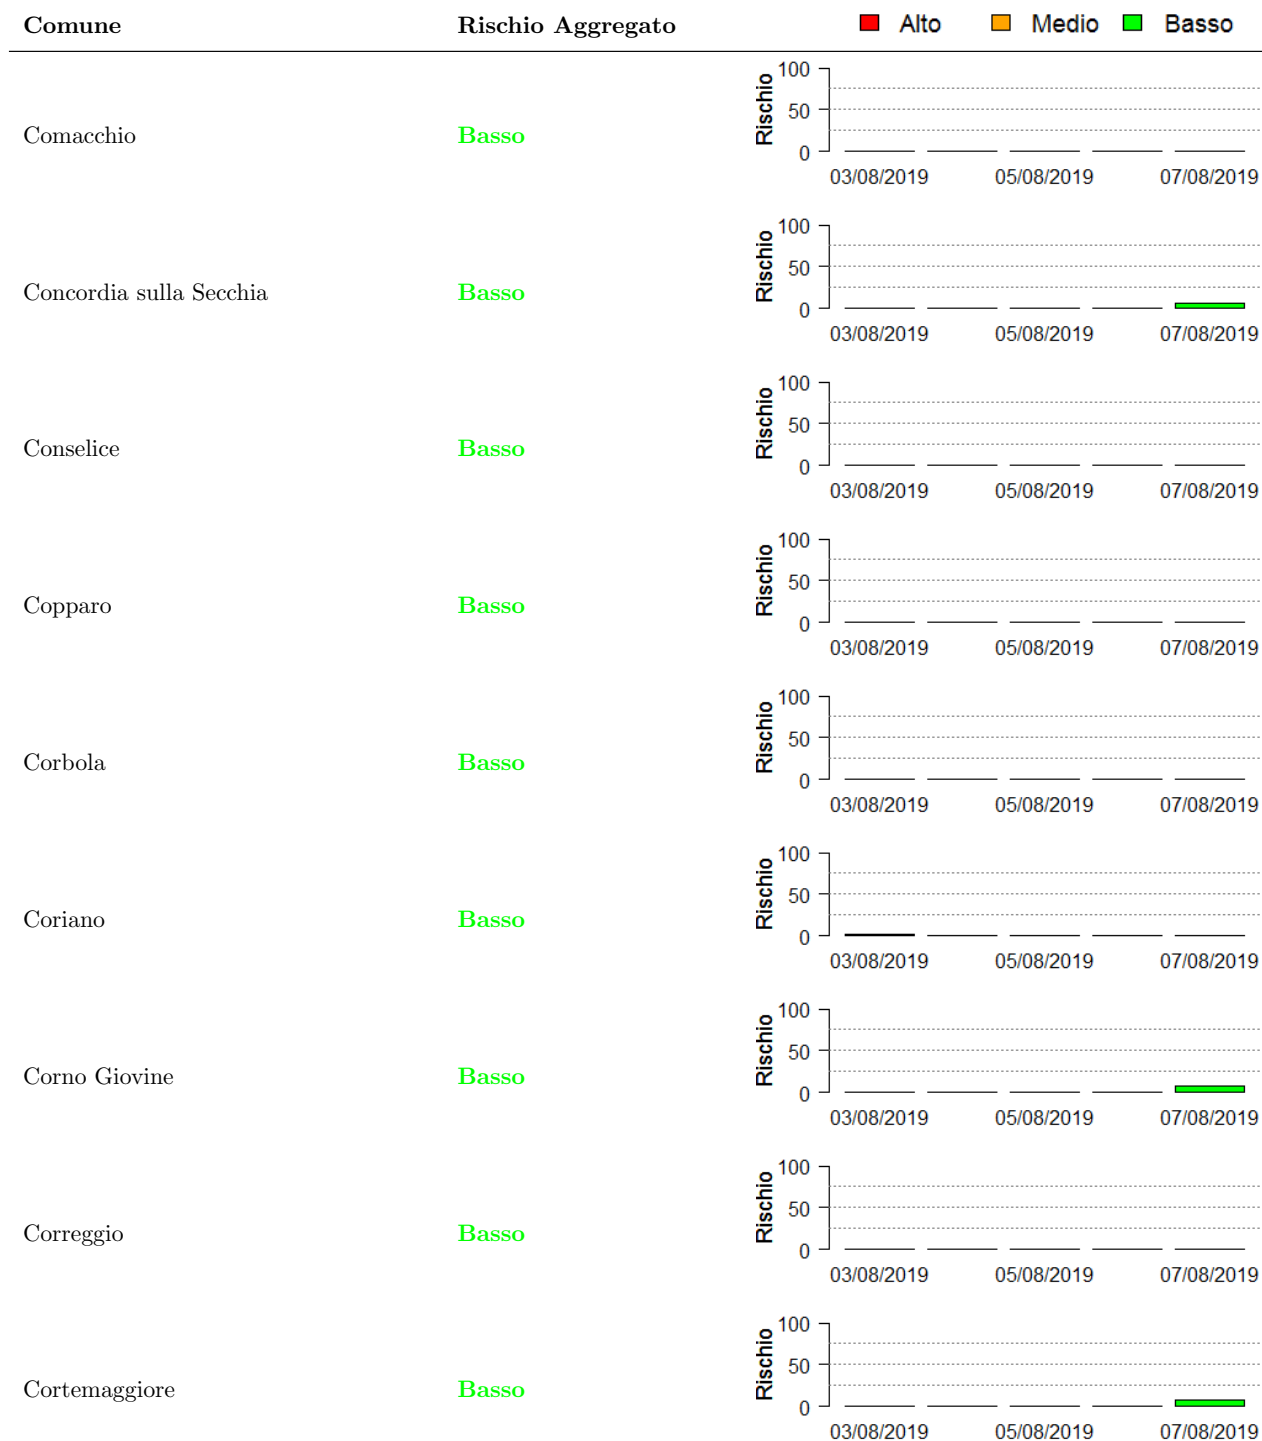 Comune Rischio Aggregato Alto Medio Basso
Comacchio Basso Rischio 100 50 0
03/08/2019 05/08/2019 07/08/2019
Concordia sulla Secchia Basso Rischio 100 50 0
03/08/2019 05/08/2019 07/08/2019
Conselice Basso Rischio 100 50 0
03/08/2019 05/08/2019 07/08/2019
Copparo Basso Rischio 100 50 0
03/08/2019 05/08/2019 07/08/2019
Corbola Basso Rischio 100 50 0
03/08/2019 05/08/2019 07/08/2019
Coriano Basso Rischio 100 50 0
03/08/2019 05/08/2019 07/08/2019
Corno Giovine Basso Rischio 100 50 0
03/08/2019 05/08/2019 07/08/2019
Correggio Basso Rischio 100 50 0
03/08/2019 05/08/2019 07/08/2019
Cortemaggiore Basso Rischio 100 50 0
03/08/2019 05/08/2019 07/08/2019